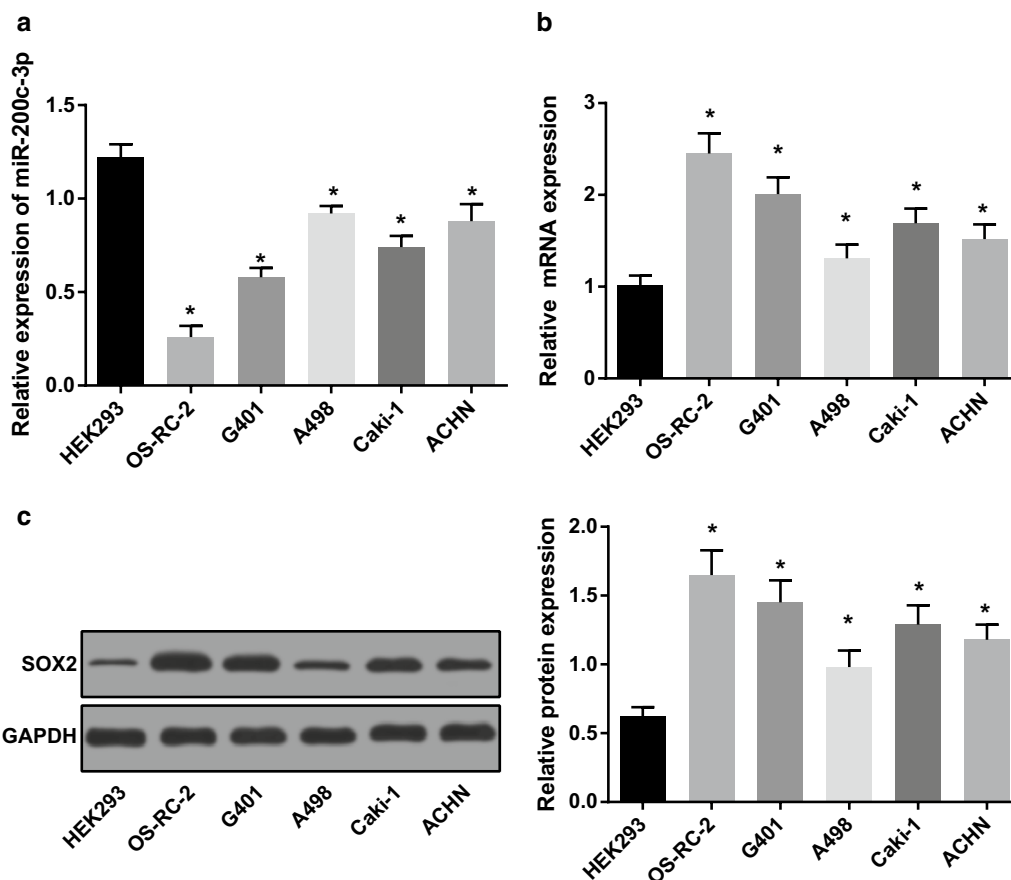 a
Relative expression of miR-200c-3p
1.5
1.0
0.5
0.0
*
*
*
*
*
HEK293
OS-RC-2
G401
A498
Caki-1
ACHN
b
Relative mRNA expression
3
2
1
0
*
*
*
*
*
HEK293
OS-RC-2
G401
A498
Caki-1
ACHN
c
SOX2
GAPDH
HEK293
OS-RC-2
G401
A498
Caki-1
ACHN
Relative protein expression
2.0
1.5
1.0
0.5
0.0
*
*
*
*
*
HEK293
OS-RC-2
G401
A498
Caki-1
ACHN